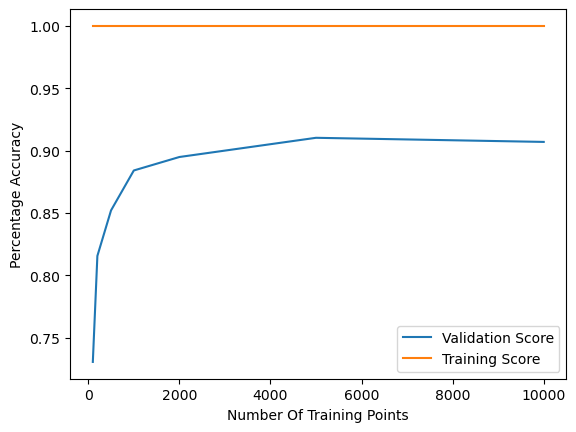 1.00
0.95
0.90
0.85
0.80
0.75
Percentage Accuracy
Validation Score
Training Score
0 2000 4000 6000 8000 10000
Number Of Training Points